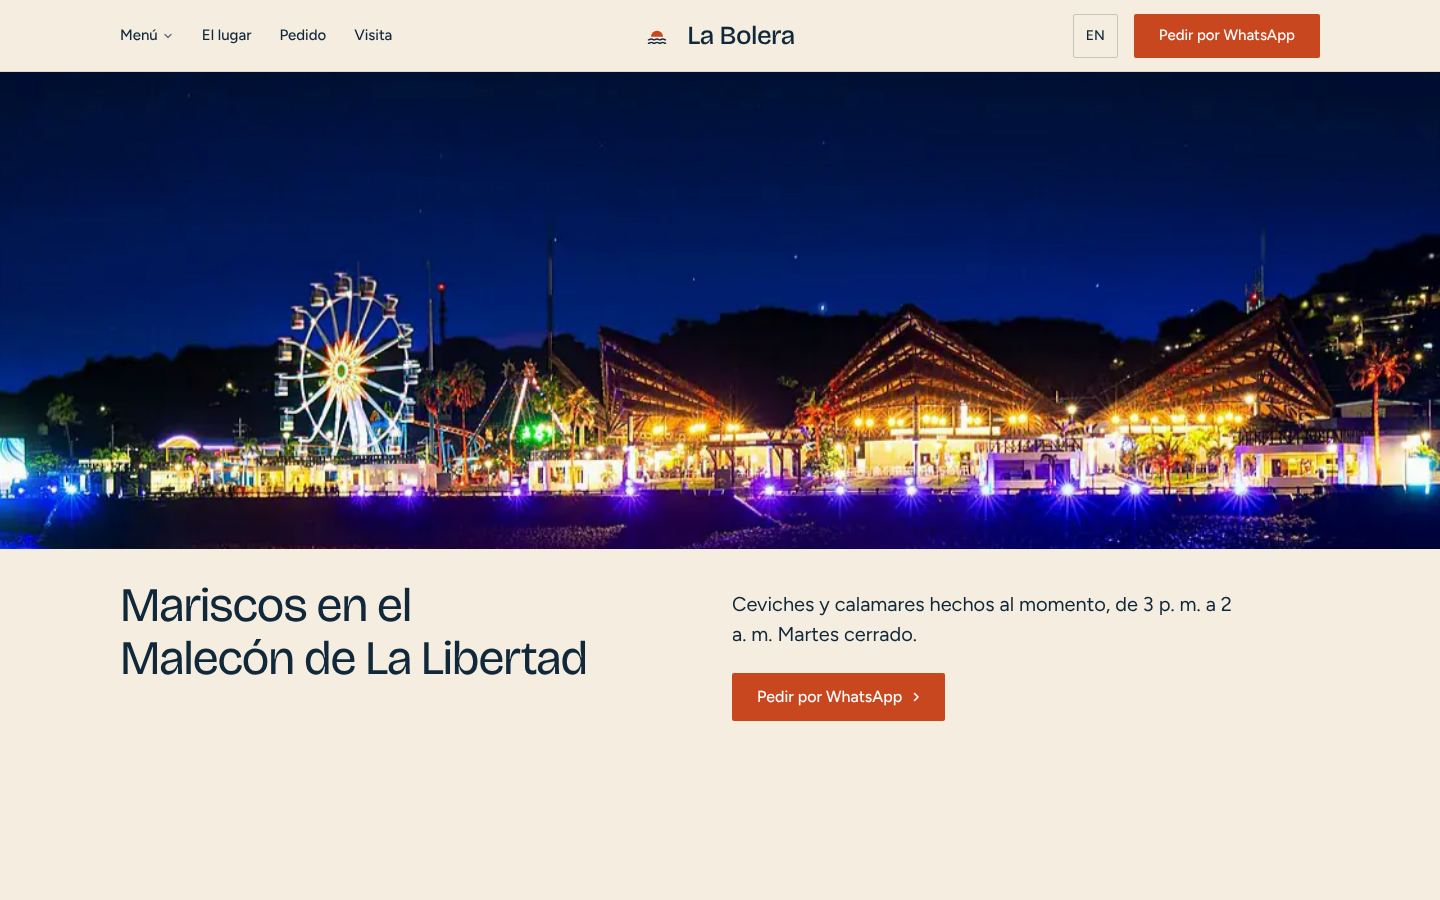 Menú
El lugar
Pedido
Visita
La Bolera
EN
Pedir por WhatsApp
Mariscos en el
Malecón de La Libertad
Ceviches y calamares hechos al momento, de 3 p. m. a 2
a. m. Martes cerrado.
Pedir por WhatsApp